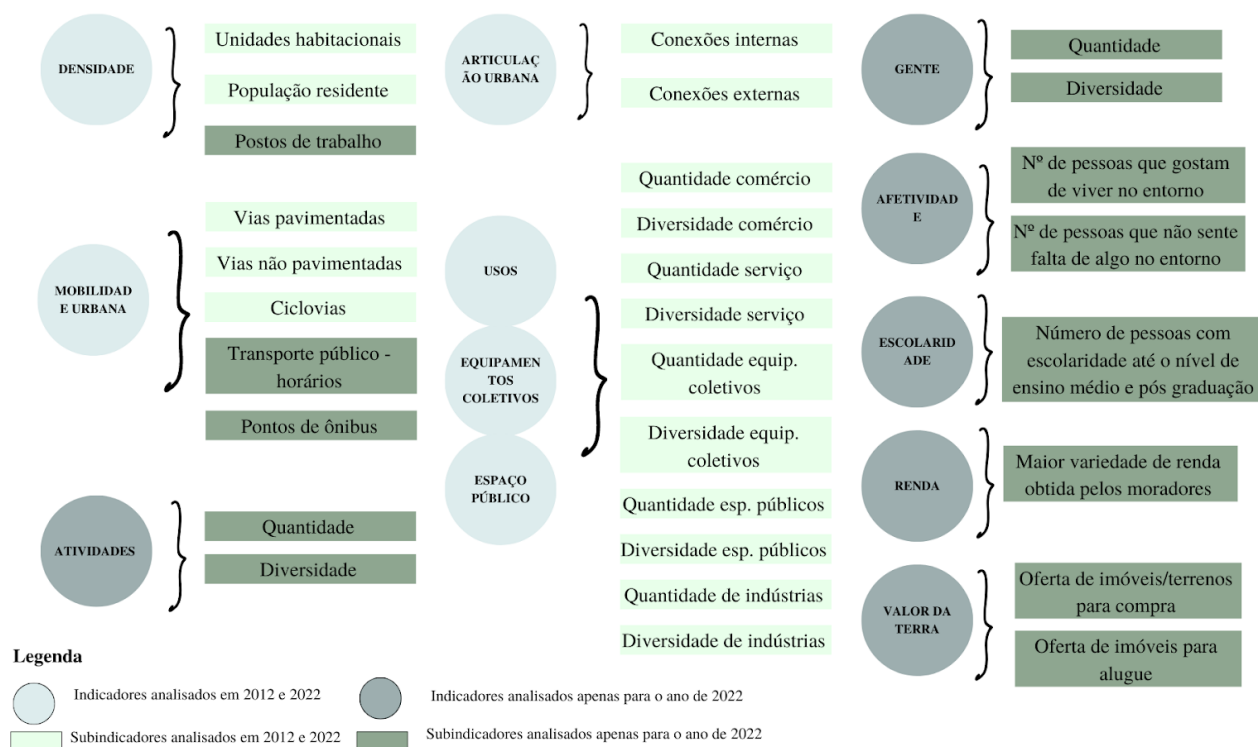 DENSIDADE
Unidades habitacionais
População residente
Postos de trabalho
MOBILIDAD
E URBANA
Vias pavimentadas
Vias não pavimentadas
Ciclovias
Transporte público -
horários
Pontos de ônibus
ATIVIDADES
Quantidade
Diversidade
ARTICULAÇ
ÃO URBANA
Conexões internas
Conexões externas
USOS
EQUIPAMEN
TOS
COLETIVOS
ESPAÇO
PÚBLICO
Quantidade comércio
Diversidade comércio
Quantidade serviço
Diversidade serviço
Quantidade equip.
coletivos
Diversidade equip.
coletivos
Quantidade esp. públicos
Diversidade esp. públicos
Quantidade de indústrias
Diversidade de indústrias
GENTE
Quantidade
Diversidade
AFETIVIDAD
E
Nº de pessoas que gostam
de viver no entorno
Nº de pessoas que não sente
falta de algo no entorno
ESCOLARID
ADE
Número de pessoas com
escolaridade até o nível de
ensino médio e pós graduação
RENDA
Maior variedade de renda
obtida pelos moradores
VALOR DA
TERRA
Oferta de imóveis/terrenos
para compra
Oferta de imóveis para
alugue
Legenda
Indicadores analisados em 2012 e 2022
Indicadores analisados apenas para o ano de 2022
Subindicadores analisados em 2012 e 2022
Subindicadores analisados apenas para o ano de 2022